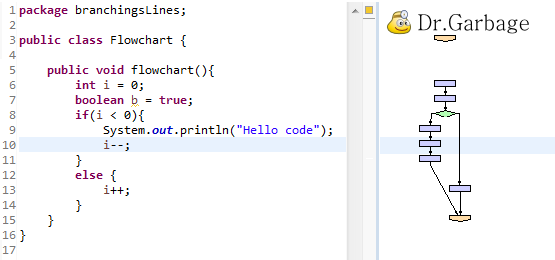 1 package branchingsLines;
2
3 public class Flowchart {
4
5 public void flowchart(){
6 int i = 0;
7 boolean b = true;
8 if(i < 0){
9 System.out.println("Hello code");
10 i--;
11 }
12 else {
13 i++;
14 }
15 }
16 }
17
Dr.Garbage